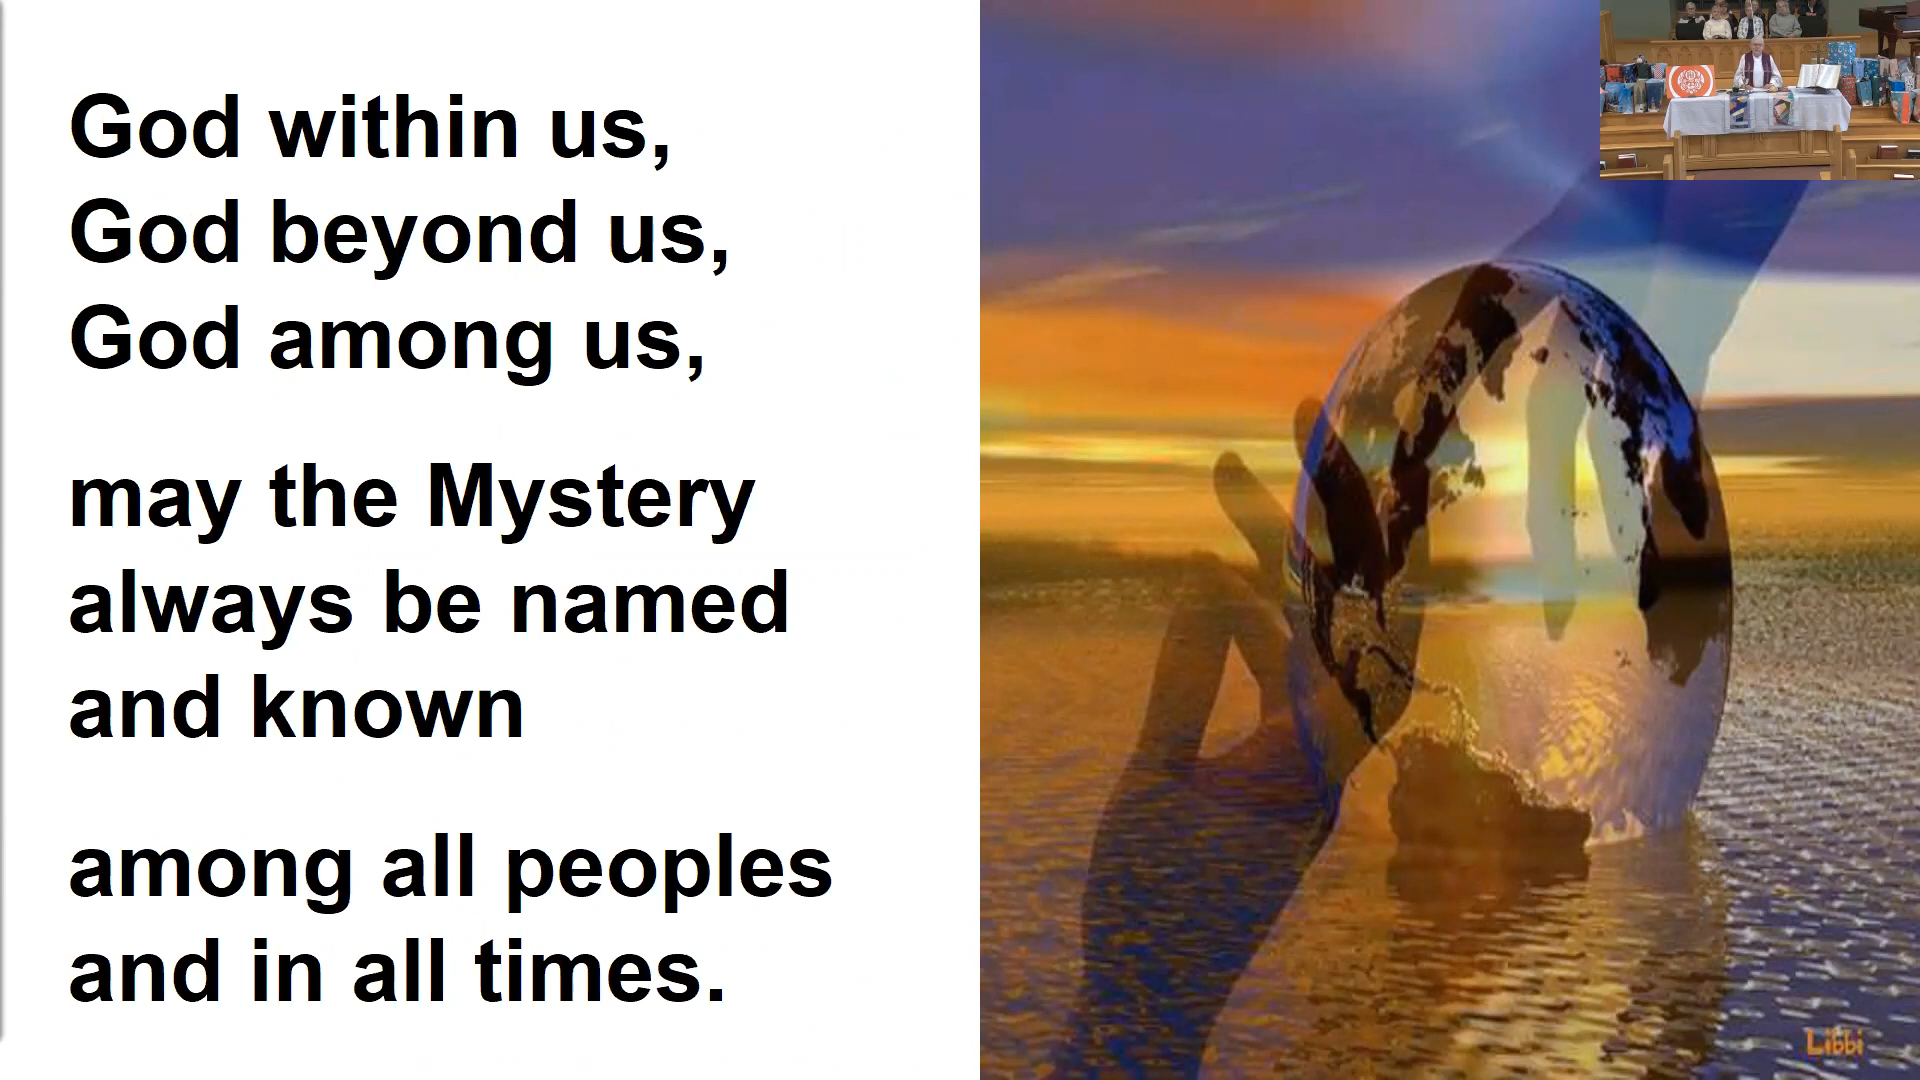 God within us,
God beyond us,
God among us,
may the Mystery
always be named
and known
among all peoples
and in all times.
Libbi